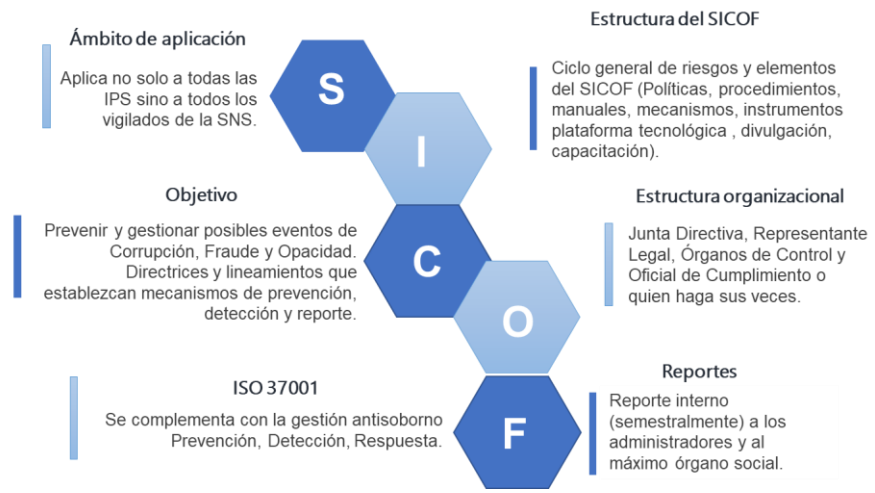 Ámbito de aplicación
Aplica no solo a todas las
IPS sino a todos los
vigilados de la SNS.
Objetivo
Prevenir y gestionar posibles eventos de
Corrupción, Fraude y Opacidad.
Directrices y lineamientos que
establezcan mecanismos de prevención,
detección y reporte.
ISO 37001
Se complementa con la gestión antisoborno
Prevención, Detección, Respuesta.
S
I
C
O
F
Estructura del SICOF
Ciclo general de riesgos y elementos
del SICOF (Políticas, procedimientos,
manuales, mecanismos, instrumentos
plataforma tecnológica , divulgación,
capacitación).
Estructura organizacional
Junta Directiva, Representante
Legal, Órganos de Control y
Oficial de Cumplimiento o
quien haga sus veces.
Reportes
Reporte interno
(semestralmente) a los
administradores y al
máximo órgano social.